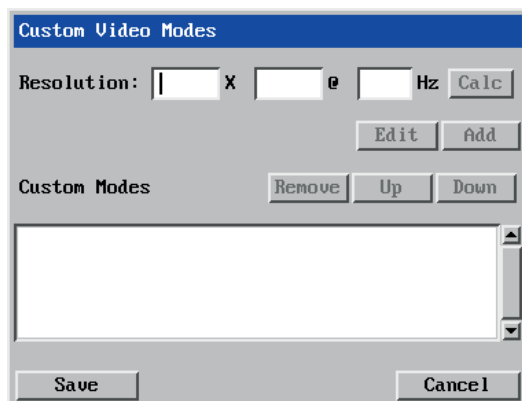 Custom Video Modes
Resolution: X @ Hz Calc
Edit Add
Custom Modes Remove Up Down
Save Cancel